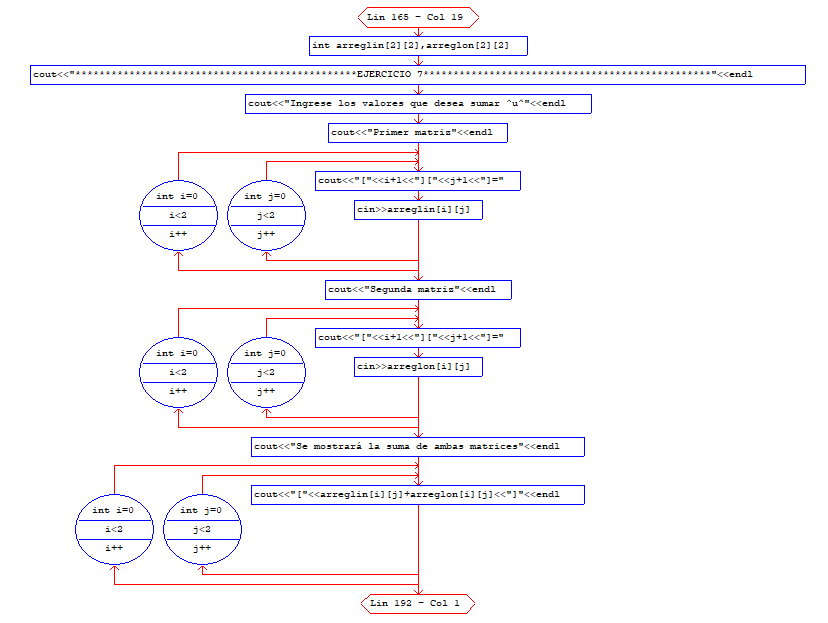 Lin 165 - Col 19
int arreglin[2][2],arreglon[2][2]
cout<<"***********************************************EJERCICIO 7************************************************"<<endl
cout<<"Ingrese los valores que desea sumar ^u^"<<endl
cout<<"Primer matriz"<<endl
cout<<"["<<i+1<<"]["<<j+1<<"]="
int i=0
i<2
i++
int j=0
j<2
j++
cin>>arreglin[i][j]
cout<<"Segunda matriz"<<endl
cout<<"["<<i+1<<"]["<<j+1<<"]="
int i=0
i<2
i++
int j=0
j<2
j++
cin>>arreglon[i][j]
cout<<"Se mostrará la suma de ambas matrices"<<endl
cout<<"["<<arreglin[i][j]+arreglon[i][j]<<"]"<<endl
int i=0
i<2
i++
int j=0
j<2
j++
Lin 192 - Col 1